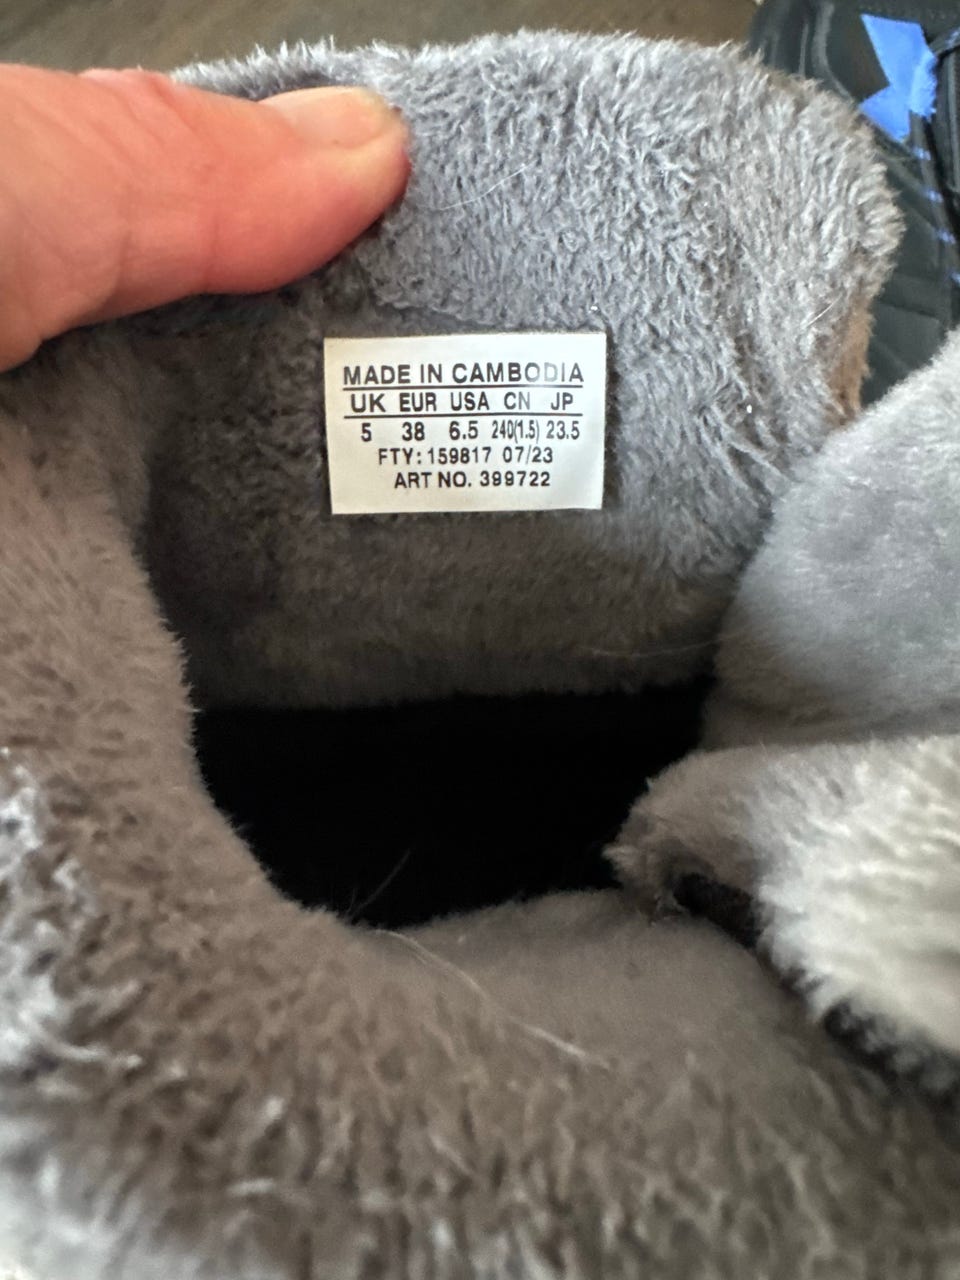 MADE IN CAMBODIA
UK EUR USA CN JP
5 38 6.5 240(1.5) 23.5
FTY: 159817 07/23
ART NO. 399722